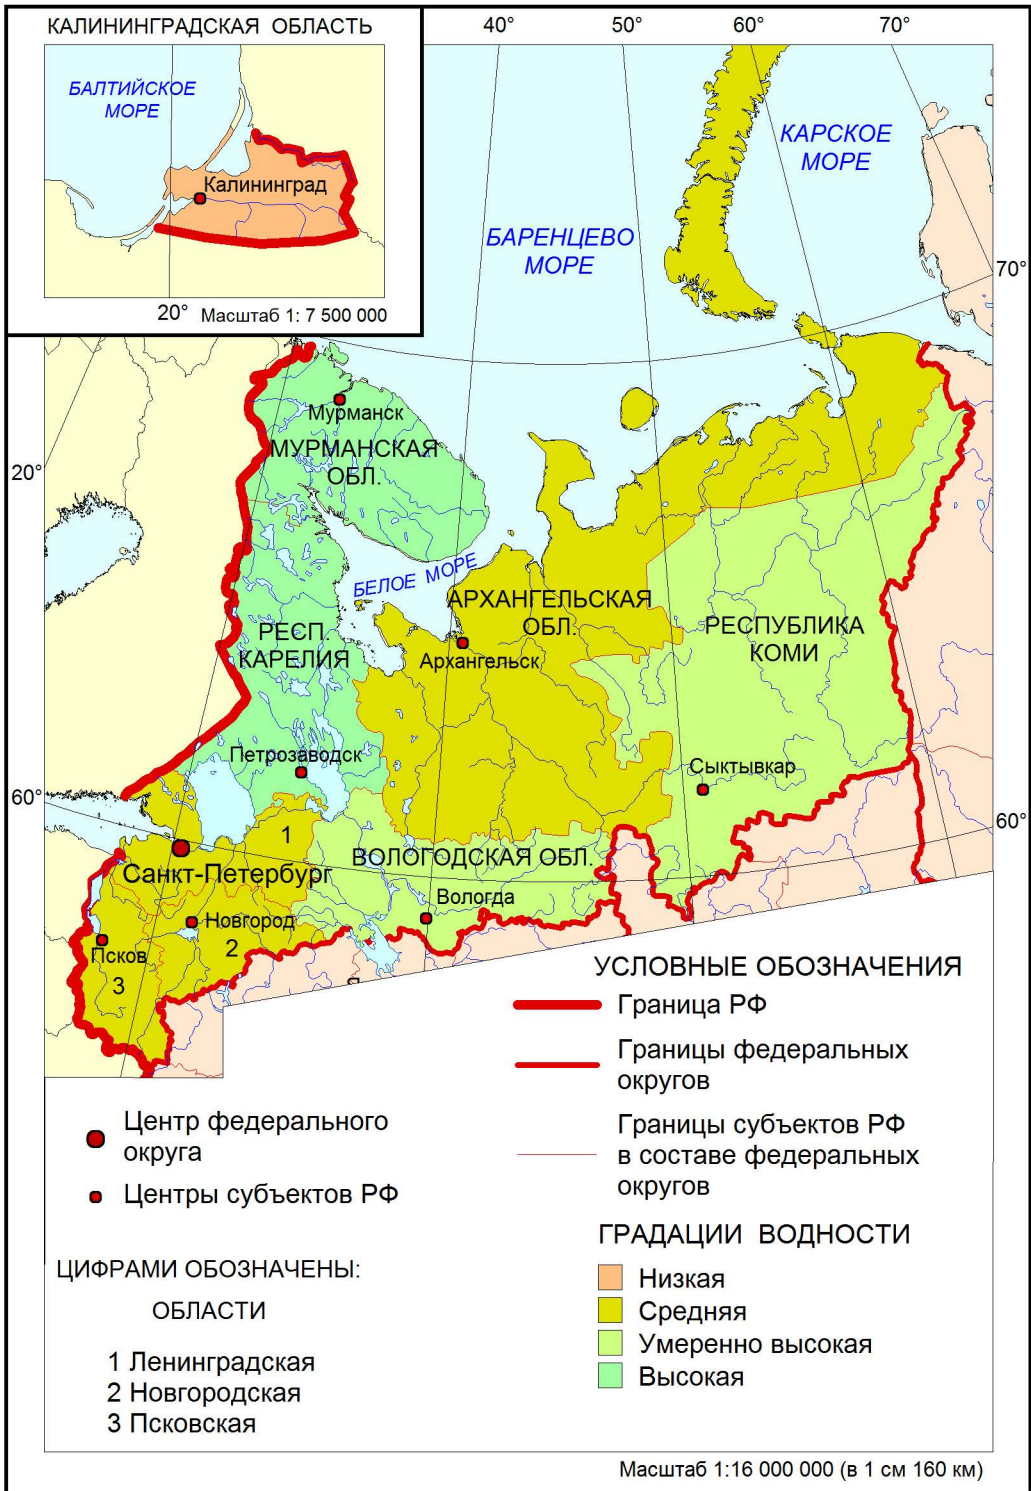 КАЛИНИНГРАДСКАЯ ОБЛАСТЬ
БАЛТИЙСКОЕ
МОРЕ
Калининград
20°
Масштаб 1: 7 500 000
40°
50°
60°
70°
КАРСКОЕ
МОРЕ
БАРЕНЦЕВО
МОРЕ
70°
Мурманск
МУРМАНСКАЯ
ОБЛ.
20°
БЕЛОЕ МОРЕ
АРХАНГЕЛЬСКАЯ
ОБЛ.
Архангельск
РЕСП.
КАРЕЛИЯ
РЕСПУБЛИКА
КОМИ
Петрозаводск
Сыктывкар
60°
60°
1
ВОЛОГОДСКАЯ ОБЛ.
Санкт-Петербург
Вологда
Новгород
2
Псков
3
УСЛОВНЫЕ ОБОЗНАЧЕНИЯ
Граница РФ
Границы федеральных
округов
Границы субъектов РФ
в составе федеральных
округов
Центр федерального
округа
Центры субъектов РФ
ГРАДАЦИИ ВОДНОСТИ
Низкая
Средняя
Умеренно высокая
Высокая
ЦИФРАМИ ОБОЗНАЧЕНЫ:
ОБЛАСТИ
1 Ленинградская
2 Новгородская
3 Псковская
Масштаб 1:16 000 000 (в 1 см 160 км)